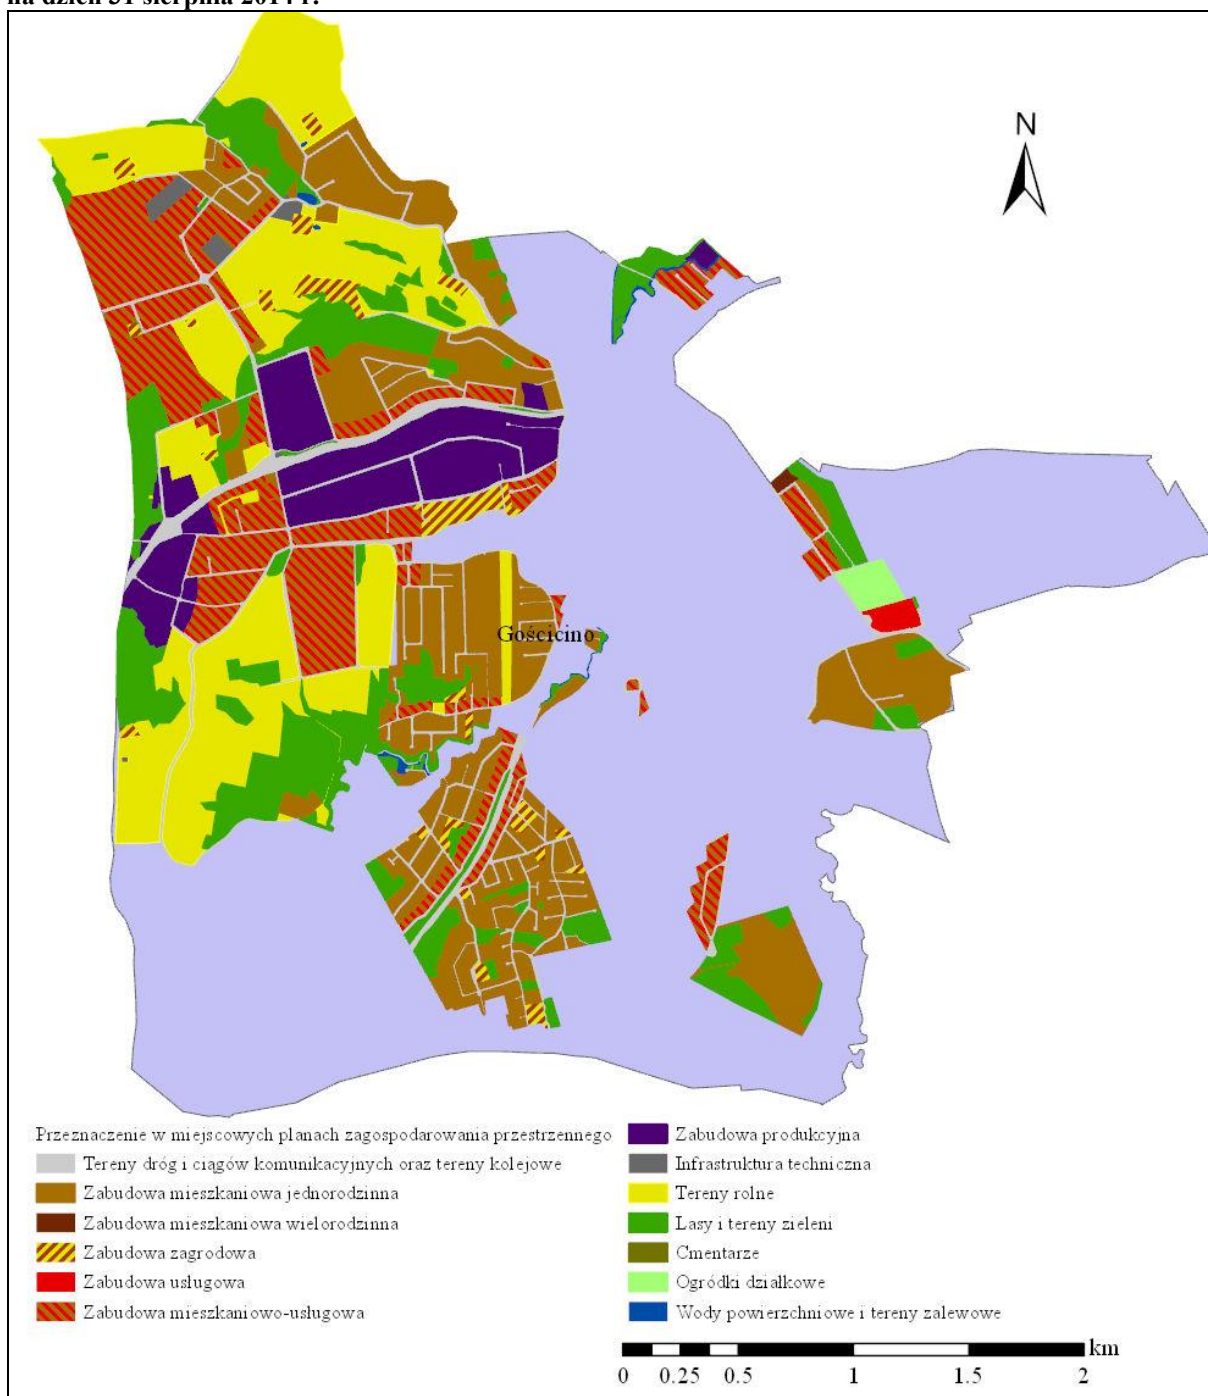 na dzień 31 sierpnia 2014 r.
N
Gościcino
Przeznaczenie w miejscowych planach zagospodarowania przestrzennego
Tereny dróg i ciągów komunikacyjnych oraz tereny kolejowe
Zabudowa mieszkaniowa jednorodzinna
Zabudowa mieszkaniowa wielorodzinna
Zabudowa zagrodowa
Zabudowa usługowa
Zabudowa mieszkaniowo-usługowa
Zabudowa produkcyjna
Infrastruktura techniczna
Tereny rolne
Lasy i tereny zieleni
Cmentarze
Ogródki działkowe
Wody powierzchniowe i tereny zalewowe
km
0 0.25 0.5 1 1.5 2